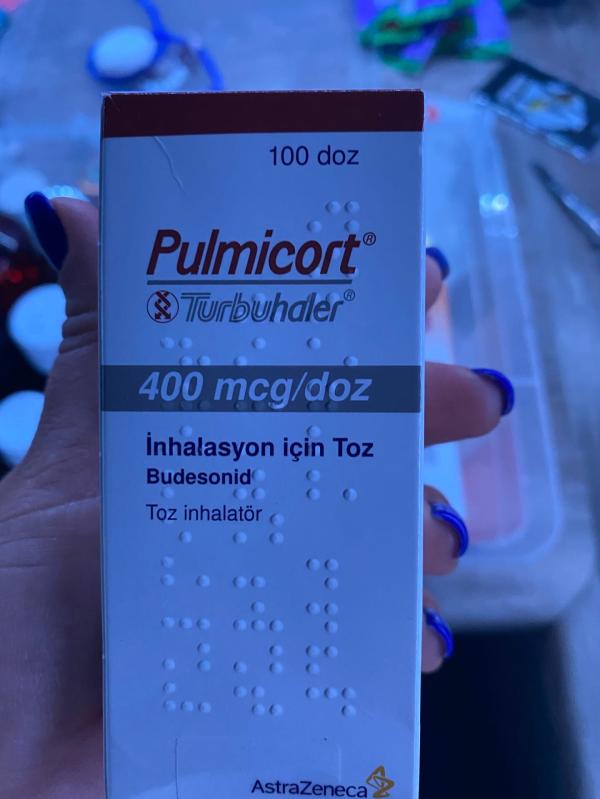 100 doz
Pulmicort®
Turbuhaler®
400 mcg/doz
İnhalasyon için Toz
Budesonid
Toz inhalatör
AstraZeneca